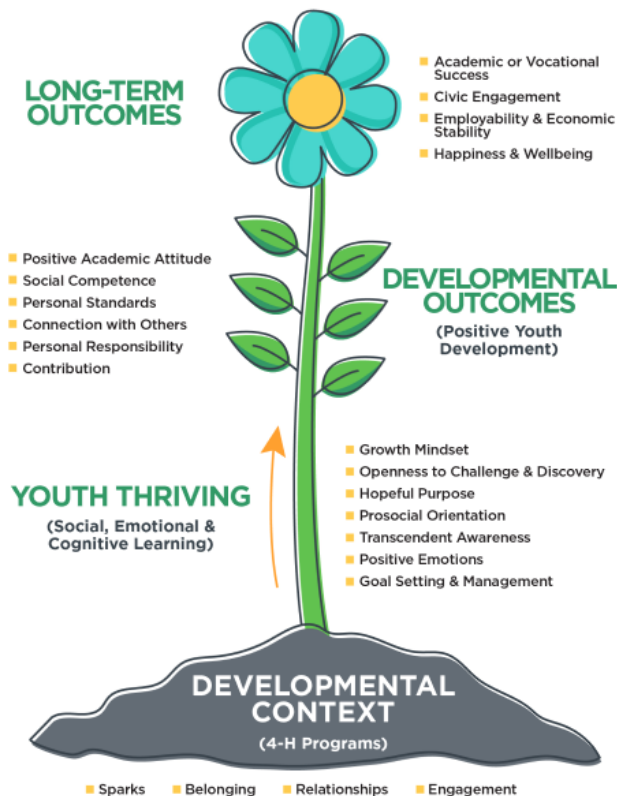 LONG-TERM
OUTCOMES
Academic or Vocational
Success
Civic Engagement
Employability & Economic
Stability
Happiness & Wellbeing
Positive Academic Attitude
Social Competence
Personal Standards
Connection with Others
Personal Responsibility
Contribution
DEVELOPMENTAL
OUTCOMES
(Positive Youth
Development)
YOUTH THRIVING
(Social, Emotional &
Cognitive Learning)
Growth Mindset
Openness to Challenge & Discovery
Hopeful Purpose
Prosocial Orientation
Transcendent Awareness
Positive Emotions
Goal Setting & Management
DEVELOPMENTAL
CONTEXT
(4-H Programs)
Sparks Belonging Relationships Engagement